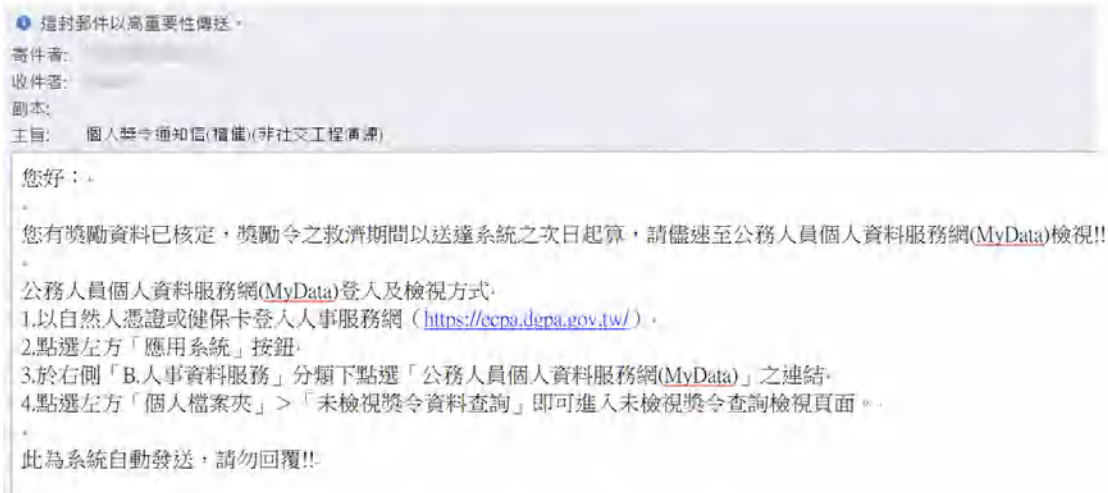 這封郵件以高重要性傳送。
寄件者:
收件者:
副本:
主旨: 個人獎令通知信(稽催)(非社交工程演練)
您好：
您有獎勵資料已核定，獎勵令之救濟期間以送達系統之次日起算，請儘速至公務人員個人資料服務網(MyData)檢視!!
公務人員個人資料服務網(MyData)登入及檢視方式
1.以自然人憑證或健保卡登入人事服務網（https://ecpa.dgpa.gov.tw/）
2.點選左方「應用系統」按鈕
3.於右側「B.人事資料服務」分類下點選「公務人員個人資料服務網(MyData)」之連結
4.點選左方「個人檔案夾」>「未檢視獎令資料查詢」即可進入未檢視獎令查詢檢視頁面。
此為系統自動發送，請勿回覆!!